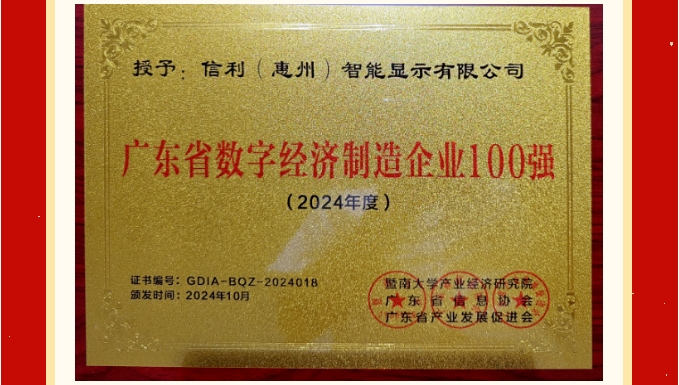 授予：信利（惠州）智能显示有限公司
广东省数字经济制造企业100强
（2024年度）
证书编号：GDIA-BQZ-2024018
颁发时间：2024年10月
暨南大学产业经济研究院
广东省信息协会
广东省产业发展促进会